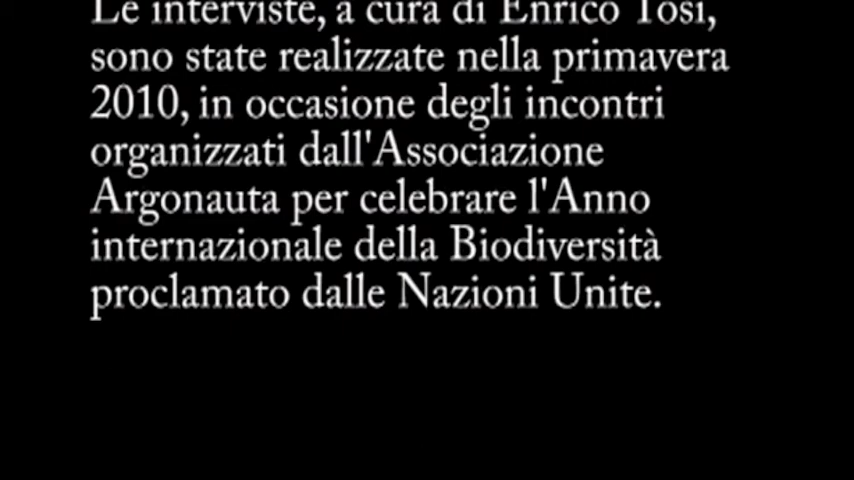 Le interviste, a cura di Enrico Tosi,
sono state realizzate nella primavera
2010, in occasione degli incontri
organizzati dall'Associazione
Argonauta per celebrare l'Anno
internazionale della Biodiversità
proclamato dalle Nazioni Unite.